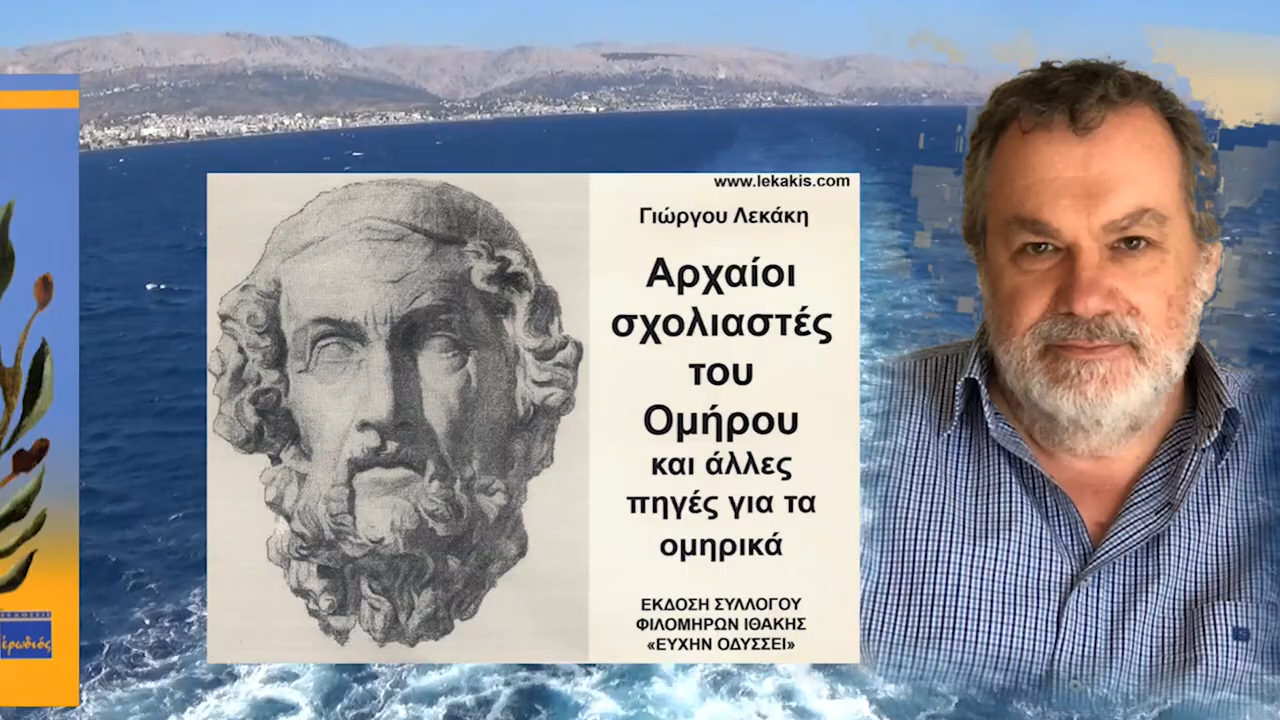 www.lekakis.com
Γιώργου Λεκάκη
Αρχαίοι
σχολιαστές
του
Ομήρου
και άλλες
πηγές για τα
ομηρικά
ΕΚΔΟΣΗ ΣΥΛΛΟΓΟΥ
ΦΙΛΟΜΗΡΩΝ ΙΘΑΚΗΣ
«ΕΥΧΗΝ ΟΔΥΣΣΕΙ»
ἐρωδιός